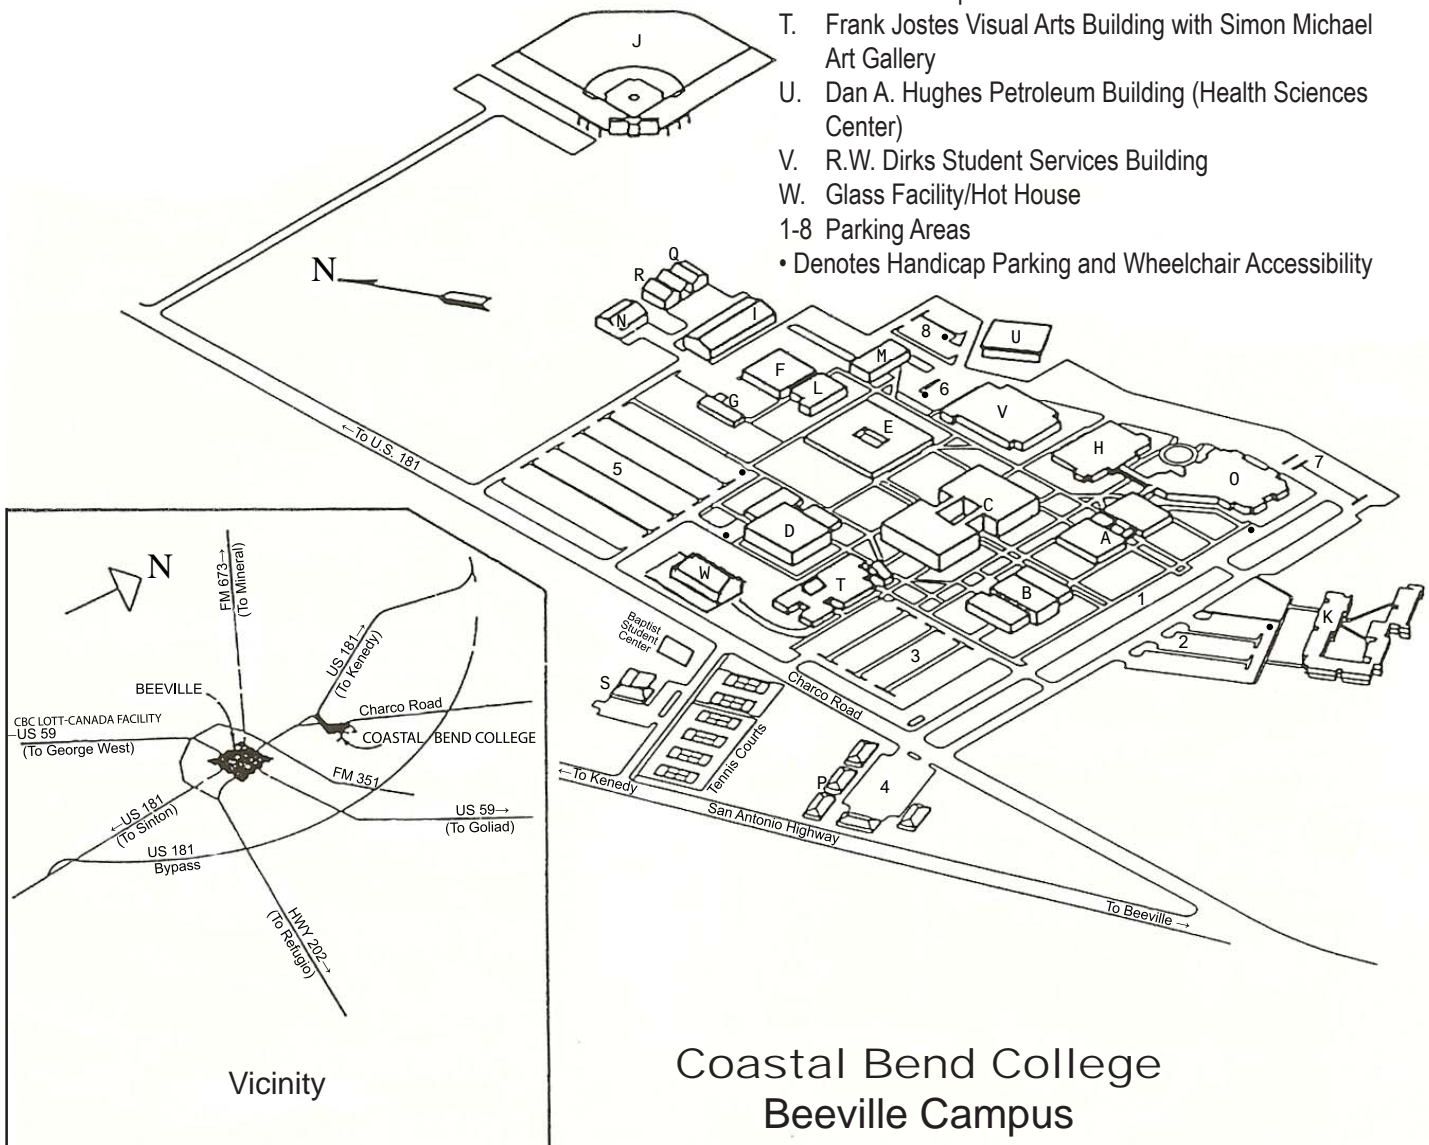 T. Frank Jostes Visual Arts Building with Simon Michael
Art Gallery
U. Dan A. Hughes Petroleum Building (Health Sciences
Center)
V. R.W. Dirks Student Services Building
W. Glass Facility/Hot House
1-8 Parking Areas
• Denotes Handicap Parking and Wheelchair Accessibility
J
N
Q
R
N
I
8
U
M
F
L
6
G
V
E
H
←To U.S. 181
5
7
O
C
D
A
W
T
B
1
Baptist
Student
Center
K
2
3
S
Charco Road
Tennis Courts
P
4
←To Kenedy
San Antonio Highway
To Beeville →
N
FM 673→
(To Mineral)
US 181→
(To Kenedy)
BEEVILLE
Charco Road
CBC LOTT-CANADA FACILITY
←US 59
(To George West)
COASTAL BEND COLLEGE
FM 351
←US 181
(To Sinton)
US 59→
(To Goliad)
US 181
Bypass
HWY 202→
(To Refugio)
Vicinity
Coastal Bend College
Beeville Campus